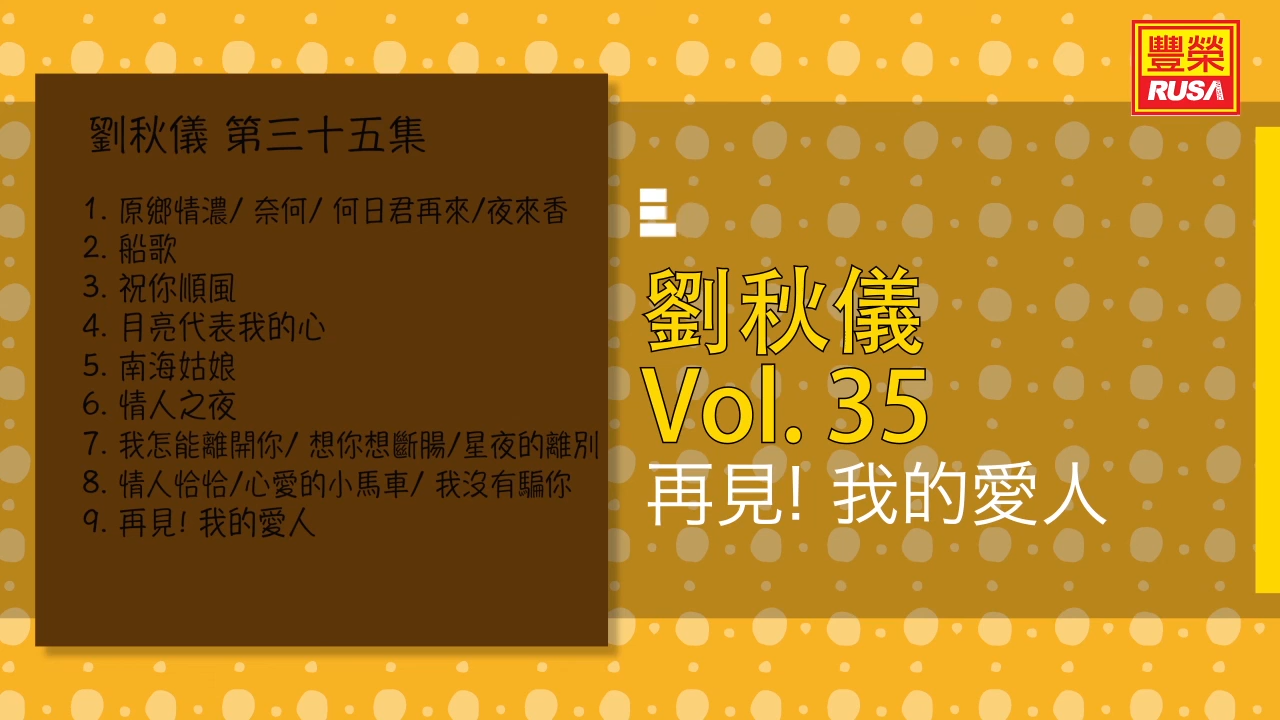 豐榮
RUSA
劉秋儀 第三十五集
1. 原鄉情濃/ 奈何/ 何日君再來/夜來香
2. 船歌
3. 祝你順風
4. 月亮代表我的心
5. 南海姑娘
6. 情人之夜
7. 我怎能離開你/ 想你想斷腸/星夜的離別
8. 情人恰恰/心愛的小馬車/ 我沒有騙你
9. 再見! 我的愛人
劉秋儀
Vol. 35
再見! 我的愛人